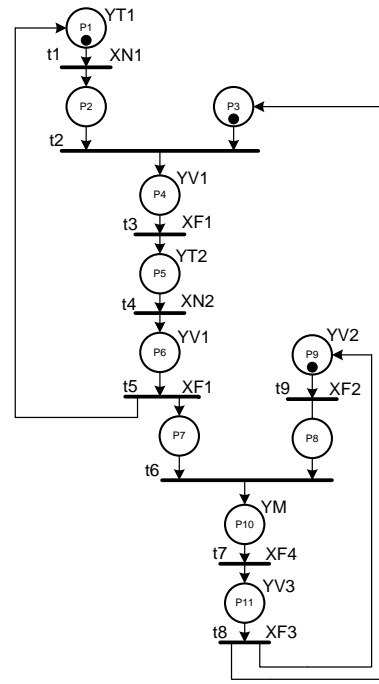 YT1
P1
t1 XN1
P2 P3
t2
P4 YV1
t3 XF1
YT2
P5
t4 XN2
YV1 YV2
P6 P9
t5 XF1 t9 XF2
P7 P8
t6
YM
P10
t7 XF4
YV3
P11
t8 XF3